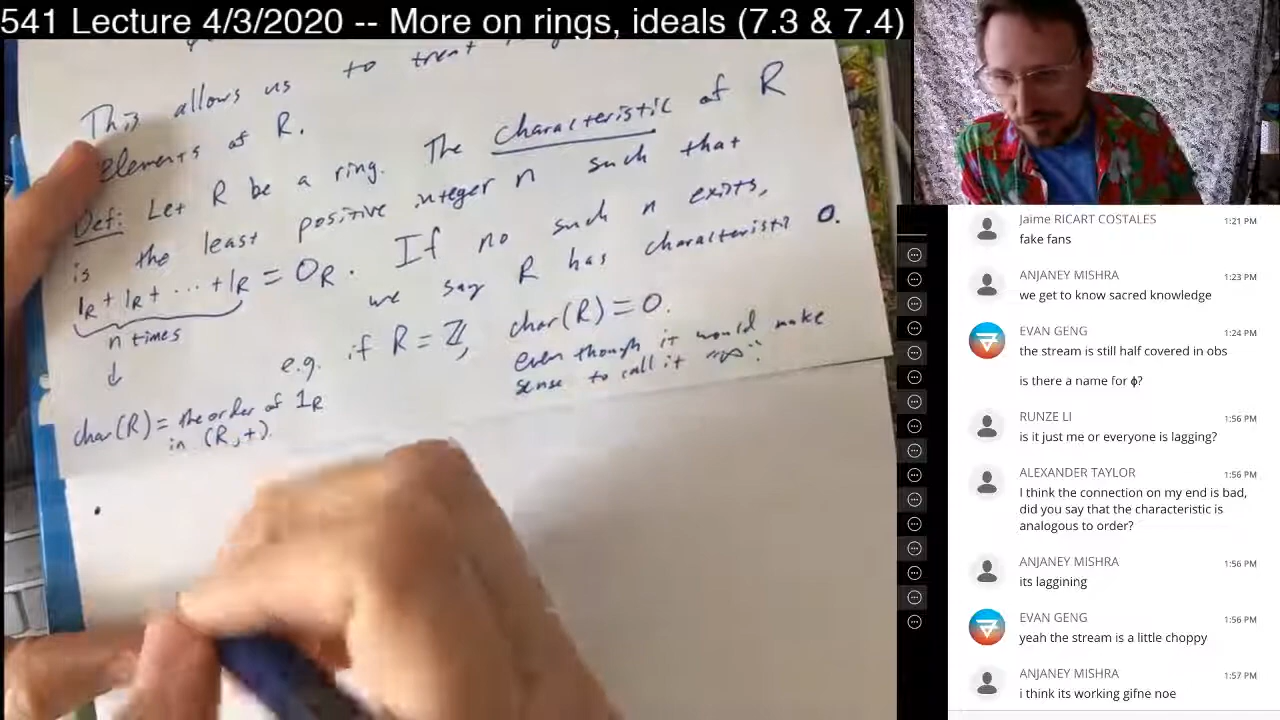 541 Lecture 4/3/2020 -- More on rings, ideals (7.3 & 7.4)
This allows us to treat
elements of R.
Def: Let R be a ring. The characteristic of R
is the least positive integer n such that
1R + 1R + ... + 1R = 0R. If no such n exists,
n times
we say R has characteristic 0.
e.g. if R = ℤ, char(R) = 0.
even though it would make
sense to call it "∞".
↓
char(R) = the order of 1R
in (R, +).
Jaime RICART COSTALES 1:21 PM
fake fans
ANJANEY MISHRA 1:23 PM
we get to know sacred knowledge
EVAN GENG 1:24 PM
the stream is still half covered in obs
is there a name for ϕ?
RUNZE LI 1:56 PM
is it just me or everyone is lagging?
ALEXANDER TAYLOR 1:56 PM
I think the connection on my end is bad,
did you say that the characteristic is
analogous to order?
ANJANEY MISHRA 1:56 PM
its laggining
EVAN GENG 1:56 PM
yeah the stream is a little choppy
ANJANEY MISHRA 1:57 PM
i think its working gifne noe